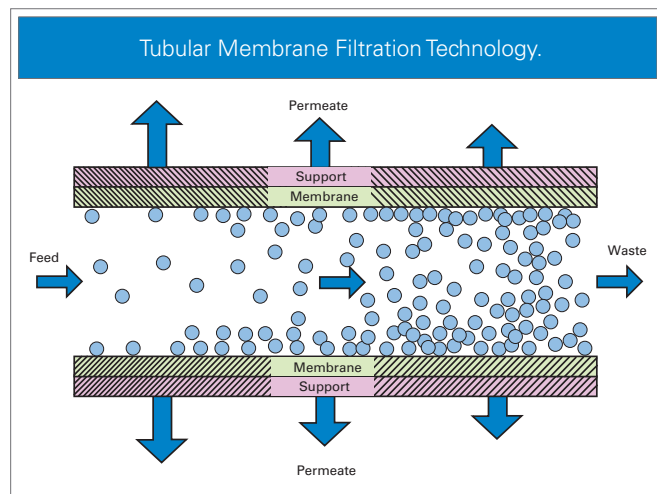 Tubular Membrane Filtration Technology.
Permeate
Support
Membrane
Feed
Waste
Membrane
Support
Permeate